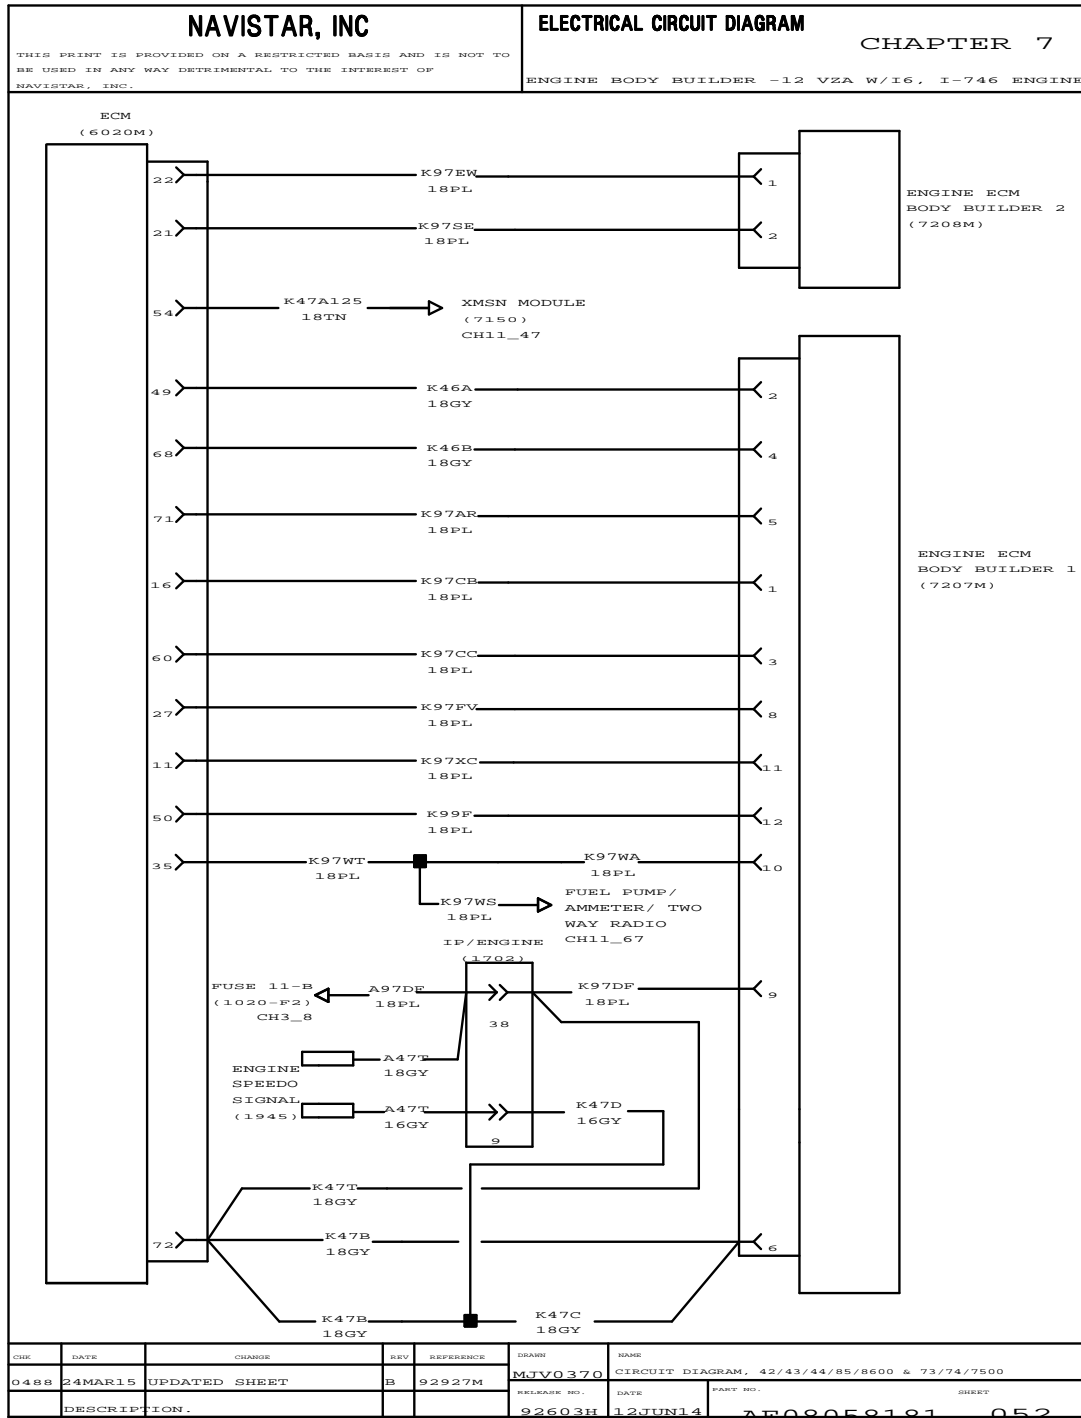 NAVISTAR, INC
THIS PRINT IS PROVIDED ON A RESTRICTED BASIS AND IS NOT TO
BE USED IN ANY WAY DETRIMENTAL TO THE INTEREST OF
NAVISTAR, INC.
ELECTRICAL CIRCUIT DIAGRAM
CHAPTER 7
ENGINE BODY BUILDER -12 VZA W/I6, I-746 ENGINE
ECM
(6020M)
22
K97EW
18PL
1
21
K97SE
18PL
2
ENGINE ECM
BODY BUILDER 2
(7208M)
54
K47A125
18TN
XMSN MODULE
(7150)
CH11_47
49
K46A
18GY
2
68
K46B
18GY
4
71
K97AR
18PL
5
16
K97CB
18PL
1
ENGINE ECM
BODY BUILDER 1
(7207M)
60
K97CC
18PL
3
27
K97FV
18PL
8
11
K97XC
18PL
11
50
K99F
18PL
12
35
K97WT
18PL
K97WA
18PL
10
K97WS
18PL
FUEL PUMP/
AMMETER/ TWO
WAY RADIO
CH11_67
IP/ENGINE
(1702)
FUSE 11-B
(1020-F2)
CH3_8
A97DF
18PL
38
K97DF
18PL
9
ENGINE
SPEEDO
SIGNAL
(1945)
A47T
18GY
A47T
16GY
9
K47D
16GY
K47T
18GY
72
K47B
18GY
6
K47B
18GY
K47C
18GY
CHK DATE CHANGE REV REFERENCE
0488 24MAR15 UPDATED SHEET B 92927M
DESCRIPTION.
DRAWN
MJV0370
NAME
CIRCUIT DIAGRAM, 42/43/44/85/8600 & 73/74/7500
RELEASE NO.
92603H
DATE
12JUN14
PART NO.
AE08058181
SHEET
052